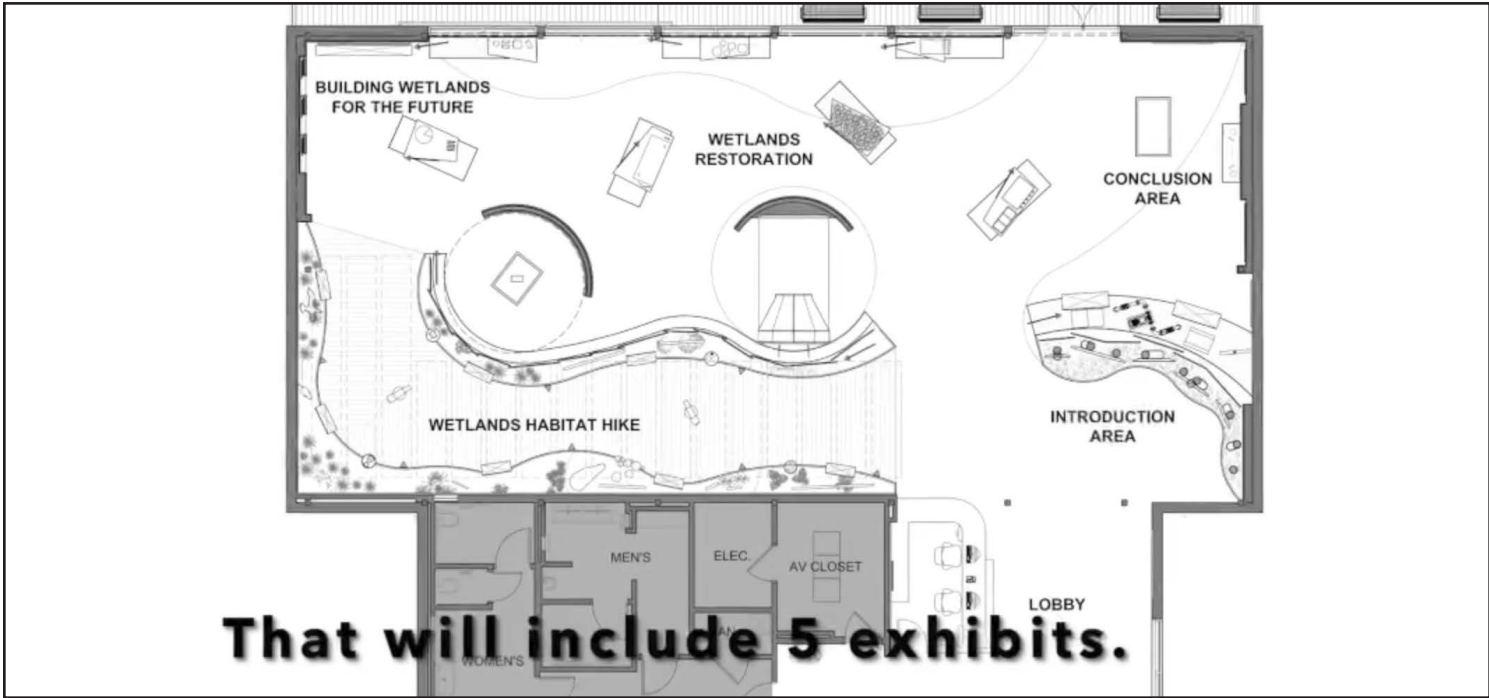 BUILDING WETLANDS
FOR THE FUTURE
WETLANDS
RESTORATION
CONCLUSION
AREA
WETLANDS HABITAT HIKE
INTRODUCTION
AREA
MEN'S
ELEC.
AV CLOSET
LOBBY
That will include 5 exhibits.
WOMEN'S